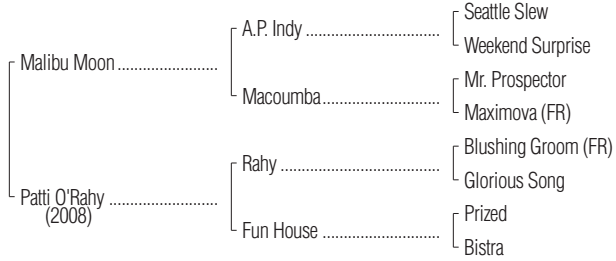 Seattle Slew
A.P. Indy ..........................
Weekend Surprise
Malibu Moon ........................
Mr. Prospector
Macoumba ..........................
Maximova (FR)
Blushing Groom (FR)
Rahy ................................
Glorious Song
Patti O'Rahy ........................
(2008)
Prized
Fun House ..........................
Bistra